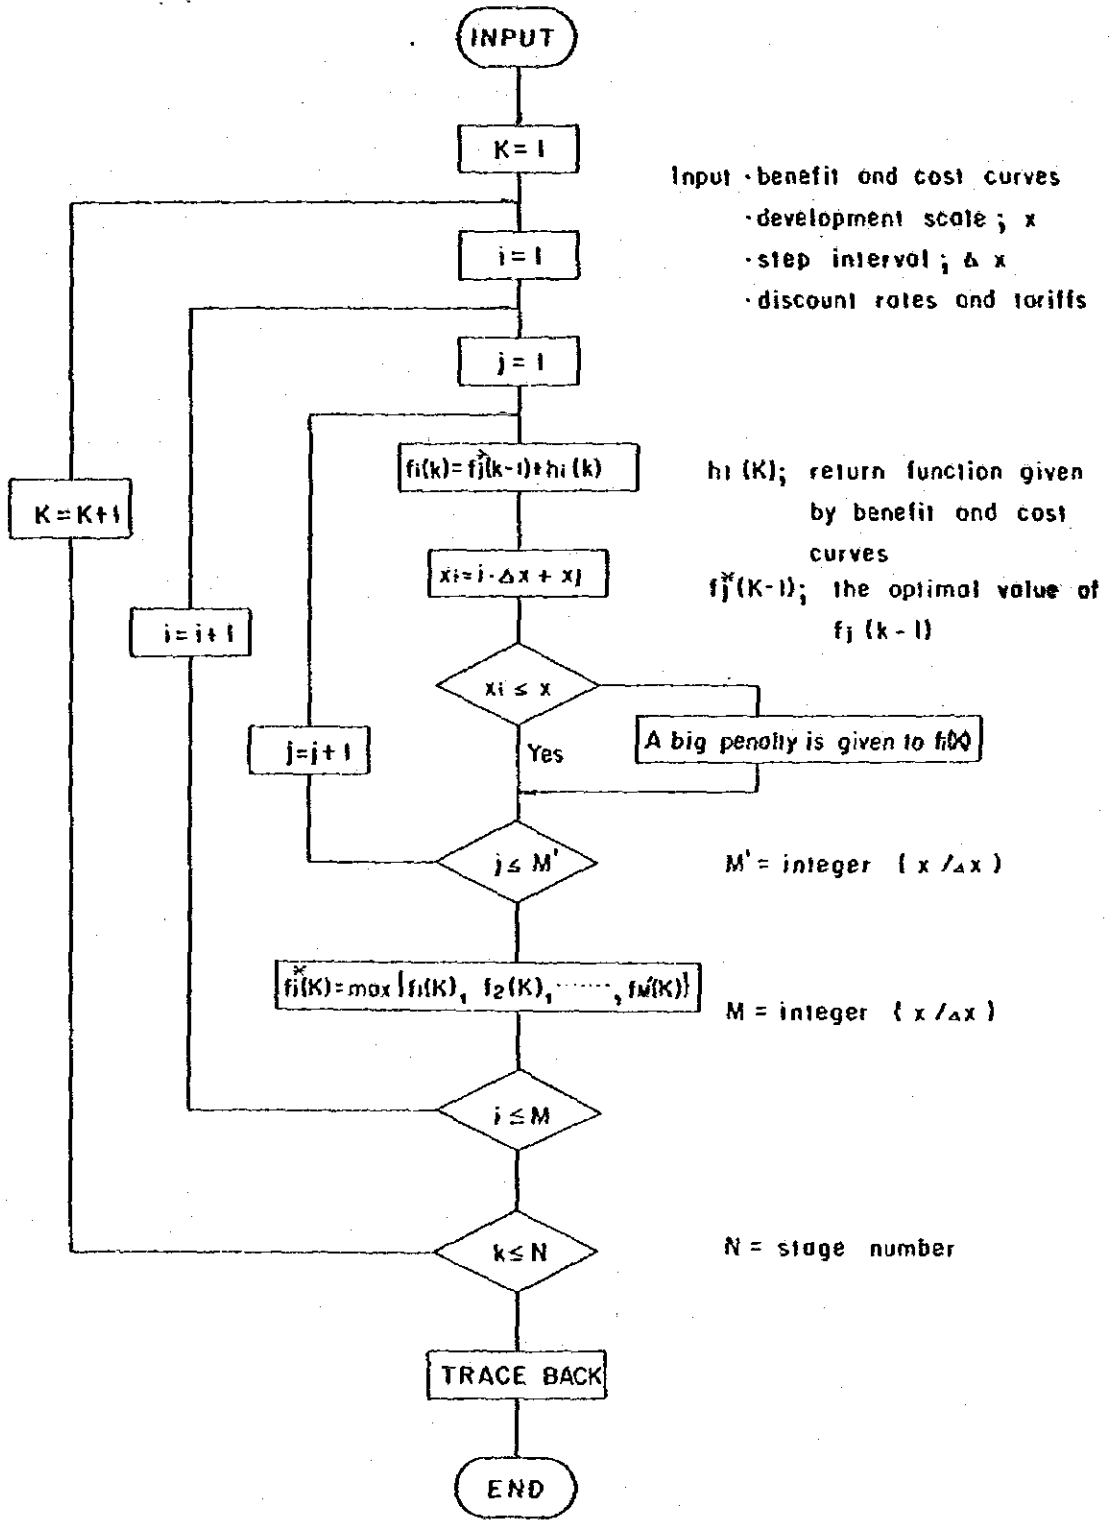 INPUT
K = 1
Input · benefit and cost curves
· development scale ; x
· step interval ; Δ x
· discount rates and tariffs
i = 1
j = 1
fi(k)=fj*(k-1)+hi(k)
hi (K); return function given
by benefit and cost
curves
K = K+1
xi=i·Δx + xj
fj*(K-1); the optimal value of
fj (k-1)
i = i + 1
xi ≤ x
A big penalty is given to fi(k)
j=j+1
Yes
j ≤ M'
M' = integer ( x /Δx )
fi*(K)=max {f1(K), f2(K),······, fM'(K)}
M = integer ( x /Δx )
i ≤ M
k ≤ N
N = stage number
TRACE BACK
END